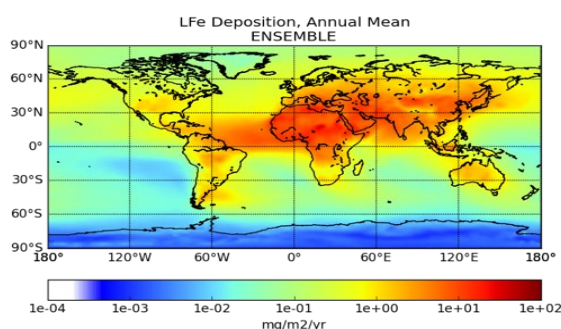 LFe Deposition, Annual Mean
ENSEMBLE
90°N
60°N
30°N
0°
30°S
60°S
90°S
180° 120°W 60°W 0° 60°E 120°E 180°
1e-04 1e-03 1e-02 1e-01 1e+00 1e+01 1e+02
mg/m2/yr